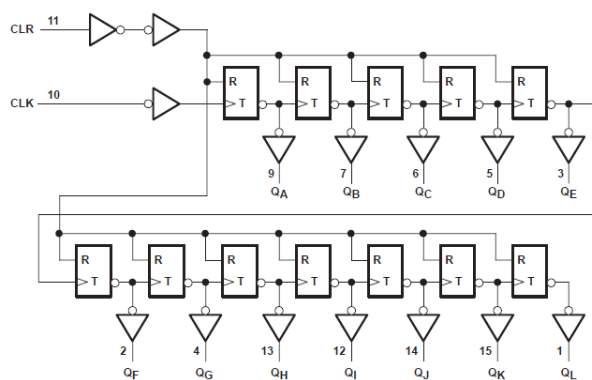 CLR 11
CLK 10
R R R R R
T T T T T
9 7 6 5 3
QA QB QC QD QE
R R R R R R R
T T T T T T T
2 4 13 12 14 15 1
QF QG QH QI QJ QK QL